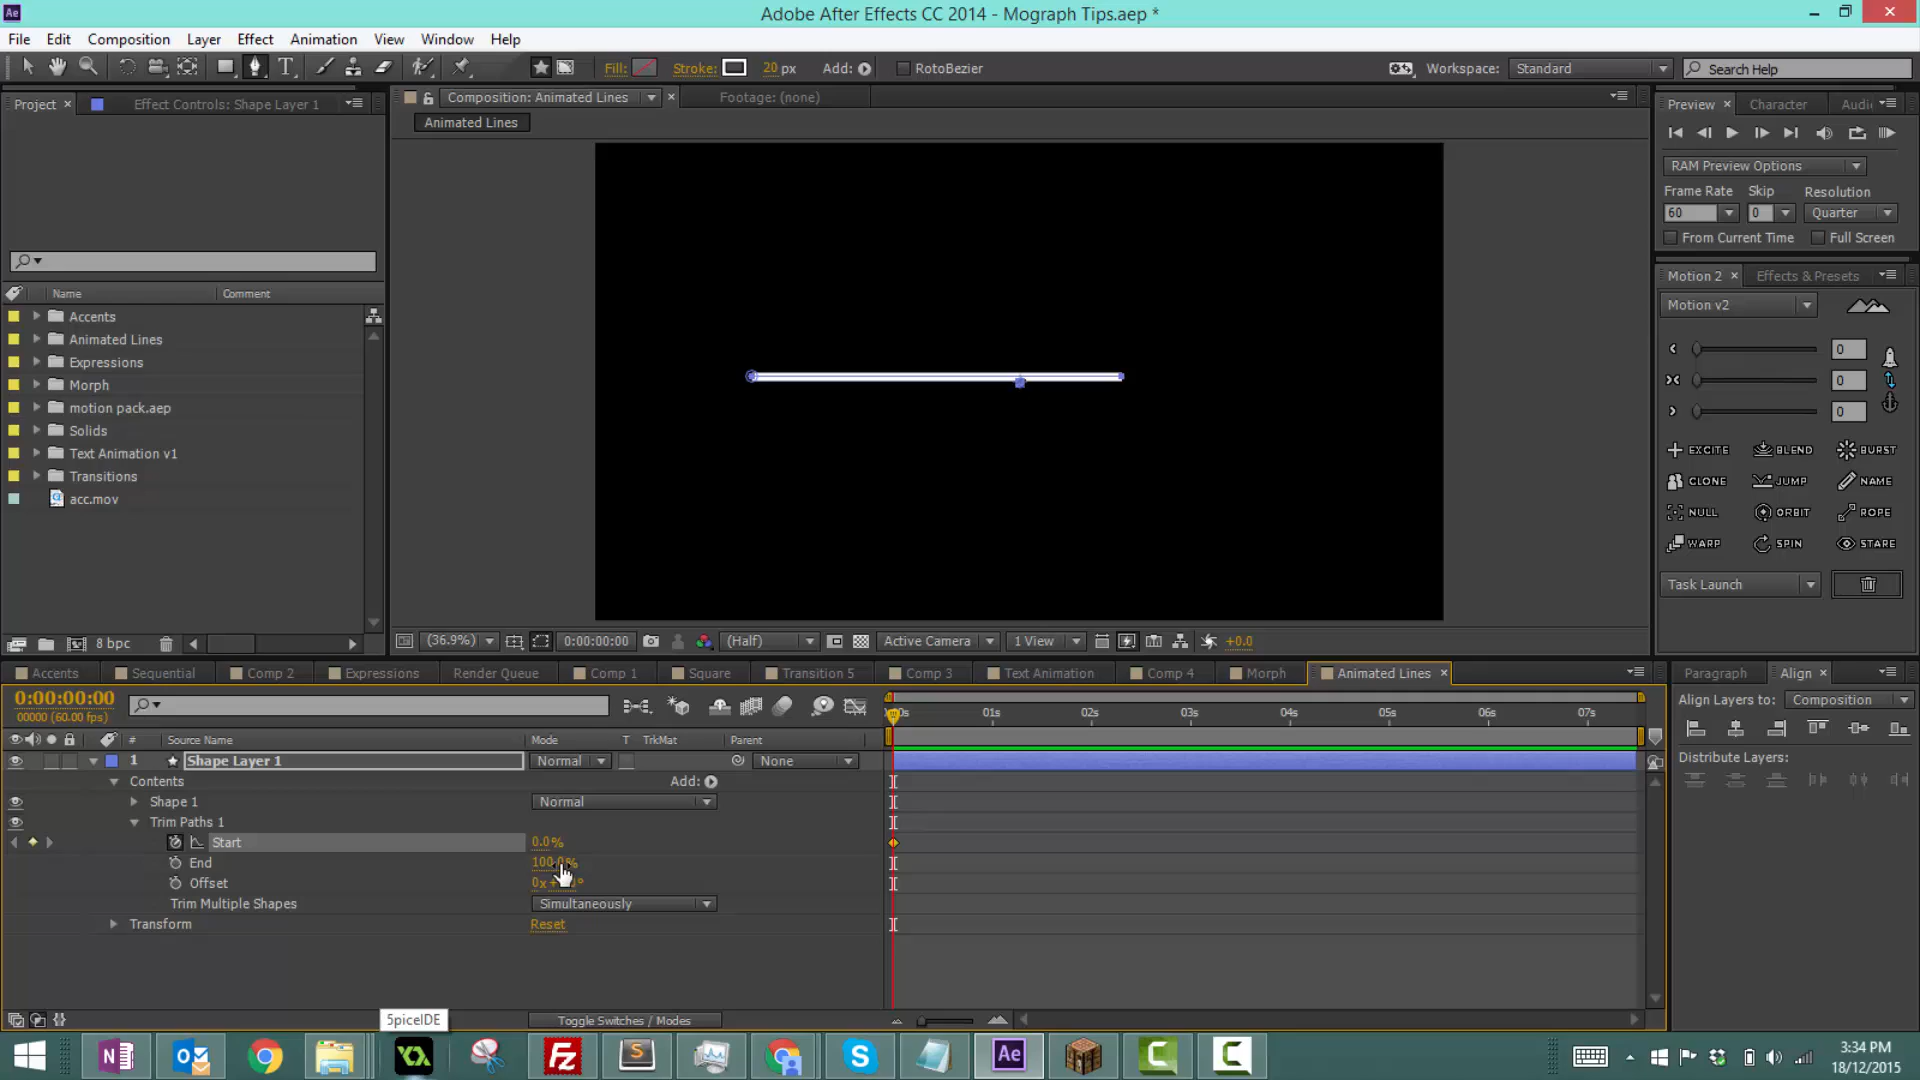 Ae
Adobe After Effects CC 2014 - Mograph Tips.aep *
File Edit Composition Layer Effect Animation View Window Help
T Fill: Stroke: 20 px Add: RotoBezier Workspace: Standard Search Help
Project × Effect Controls: Shape Layer 1
Composition: Animated Lines × Footage: (none)
Animated Lines
Preview × Character Audi
RAM Preview Options
Frame Rate Skip Resolution
60 0 Quarter
From Current Time Full Screen
Motion 2 × Effects & Presets
Motion v2
0
0
0
EXCITE BLEND BURST
CLONE JUMP NAME
NULL ORBIT ROPE
WARP SPIN STARE
Task Launch
Name Comment
Accents
Animated Lines
Expressions
Morph
motion pack.aep
Solids
Text Animation v1
Transitions
acc.mov
8 bpc
(36.9%) 0:00:00:00 (Half) Active Camera 1 View +0.0
Accents Sequential Comp 2 Expressions Render Queue Comp 1 Square Transition 5 Comp 3 Text Animation Comp 4 Morph Animated Lines ×
Paragraph Align ×
0:00:00:00
00000 (60.00 fps)
01s 02s 03s 04s 05s 06s 07s
Align Layers to: Composition
Distribute Layers:
# Source Name Mode T TrkMat Parent
1 Shape Layer 1 Normal None
Contents Add:
Shape 1 Normal
Trim Paths 1
Start 0.0%
End
Offset 0x
Trim Multiple Shapes Simultaneously
Transform Reset
5piceIDE
Toggle Switches / Modes
3:34 PM
18/12/2015